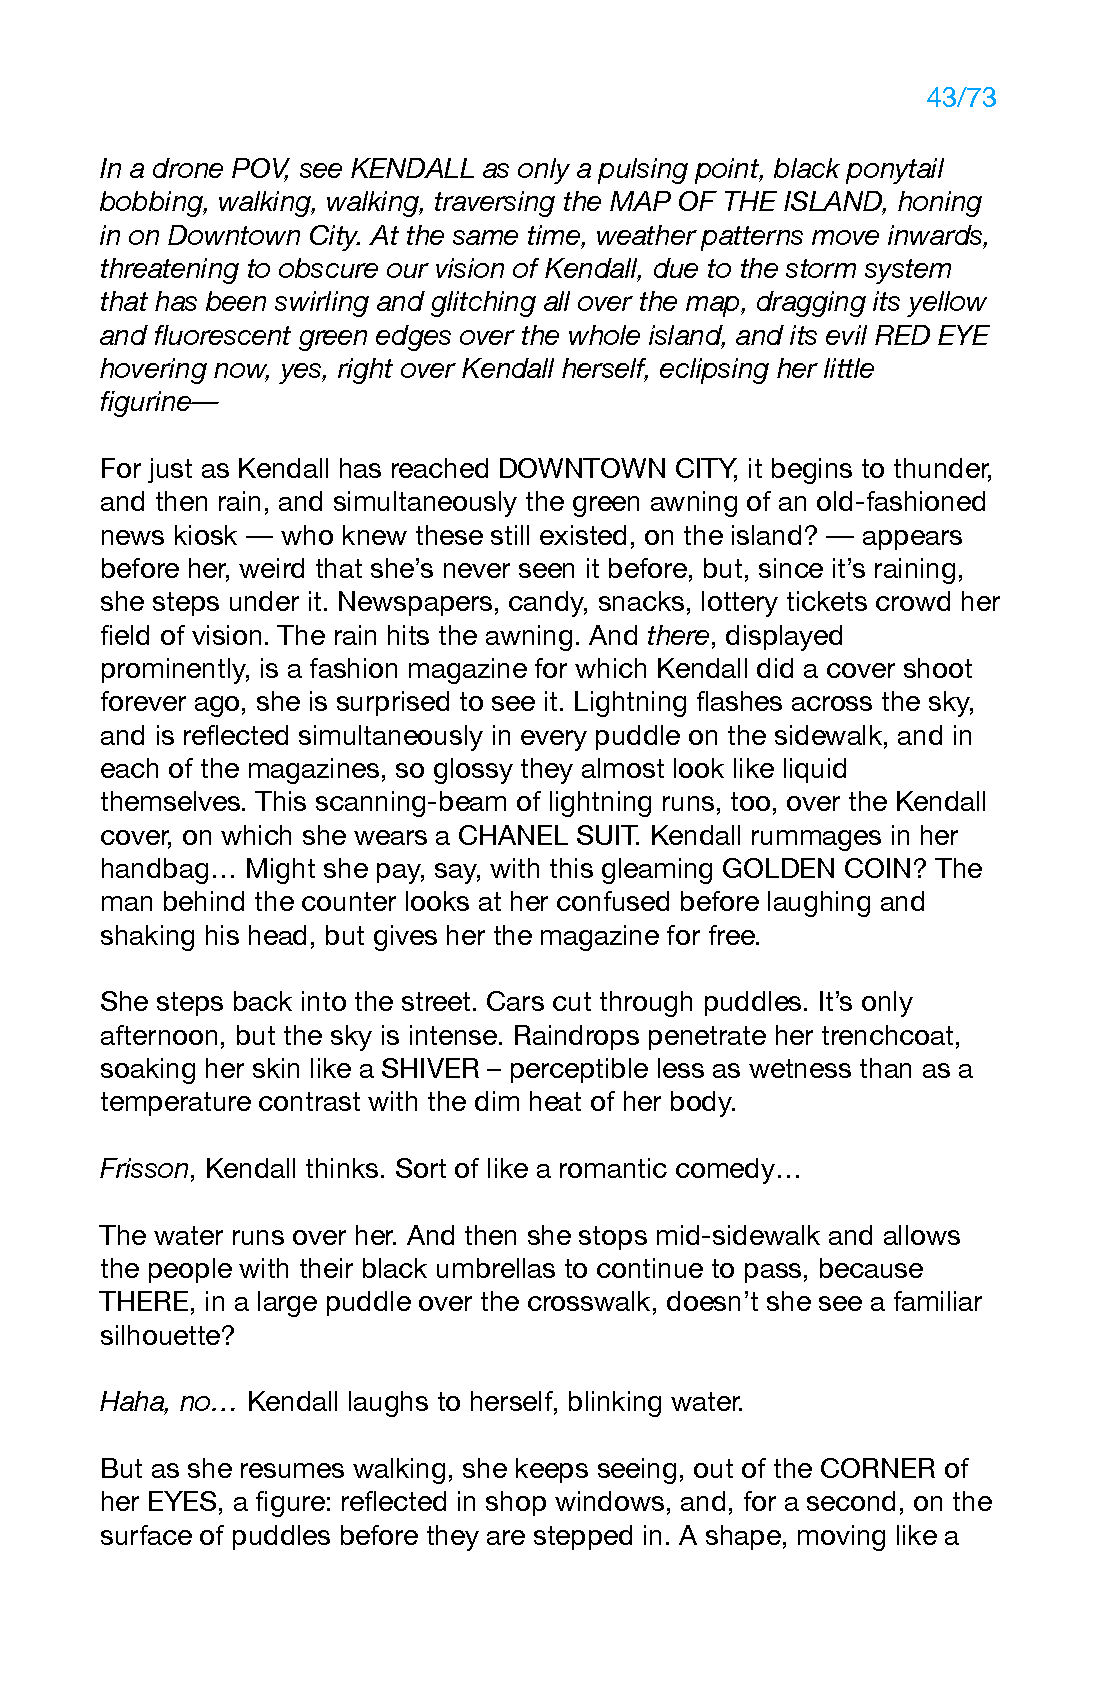 43/73
In a drone POV, see KENDALL as only a pulsing point, black ponytail
bobbing, walking, walking, traversing the MAP OF THE ISLAND, honing
in on Downtown City. At the same time, weather patterns move inwards,
threatening to obscure our vision of Kendall, due to the storm system
that has been swirling and glitching all over the map, dragging its yellow
and fluorescent green edges over the whole island, and its evil RED EYE
hovering now, yes, right over Kendall herself, eclipsing her little
figurine—
For just as Kendall has reached DOWNTOWN CITY, it begins to thunder,
and then rain, and simultaneously the green awning of an old-fashioned
news kiosk — who knew these still existed, on the island? — appears
before her, weird that she’s never seen it before, but, since it’s raining,
she steps under it. Newspapers, candy, snacks, lottery tickets crowd her
field of vision. The rain hits the awning. And there, displayed
prominently, is a fashion magazine for which Kendall did a cover shoot
forever ago, she is surprised to see it. Lightning flashes across the sky,
and is reflected simultaneously in every puddle on the sidewalk, and in
each of the magazines, so glossy they almost look like liquid
themselves. This scanning-beam of lightning runs, too, over the Kendall
cover, on which she wears a CHANEL SUIT. Kendall rummages in her
handbag… Might she pay, say, with this gleaming GOLDEN COIN? The
man behind the counter looks at her confused before laughing and
shaking his head, but gives her the magazine for free.
She steps back into the street. Cars cut through puddles. It’s only
afternoon, but the sky is intense. Raindrops penetrate her trenchcoat,
soaking her skin like a SHIVER – perceptible less as wetness than as a
temperature contrast with the dim heat of her body.
Frisson, Kendall thinks. Sort of like a romantic comedy…
The water runs over her. And then she stops mid-sidewalk and allows
the people with their black umbrellas to continue to pass, because
THERE, in a large puddle over the crosswalk, doesn’t she see a familiar
silhouette?
Haha, no… Kendall laughs to herself, blinking water.
But as she resumes walking, she keeps seeing, out of the CORNER of
her EYES, a figure: reflected in shop windows, and, for a second, on the
surface of puddles before they are stepped in. A shape, moving like a